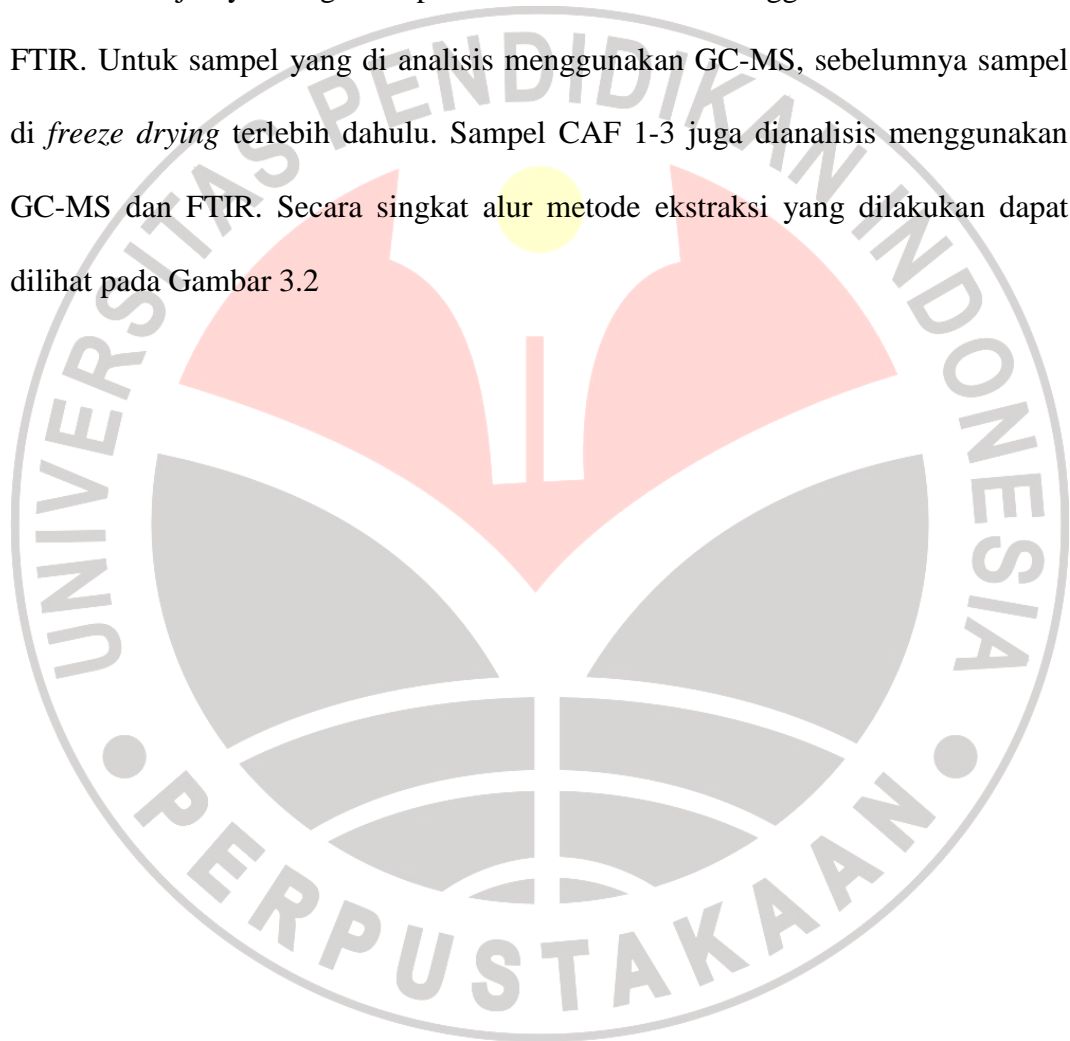 FTIR. Untuk sampel yang di analisis menggunakan GC-MS, sebelumnya sampel
di freeze drying terlebih dahulu. Sampel CAF 1-3 juga dianalisis menggunakan
GC-MS dan FTIR. Secara singkat alur metode ekstraksi yang dilakukan dapat
dilihat pada Gambar 3.2
UNIVERSITAS PENDIDIKAN INDONESIA
PERPUSTAKAAN